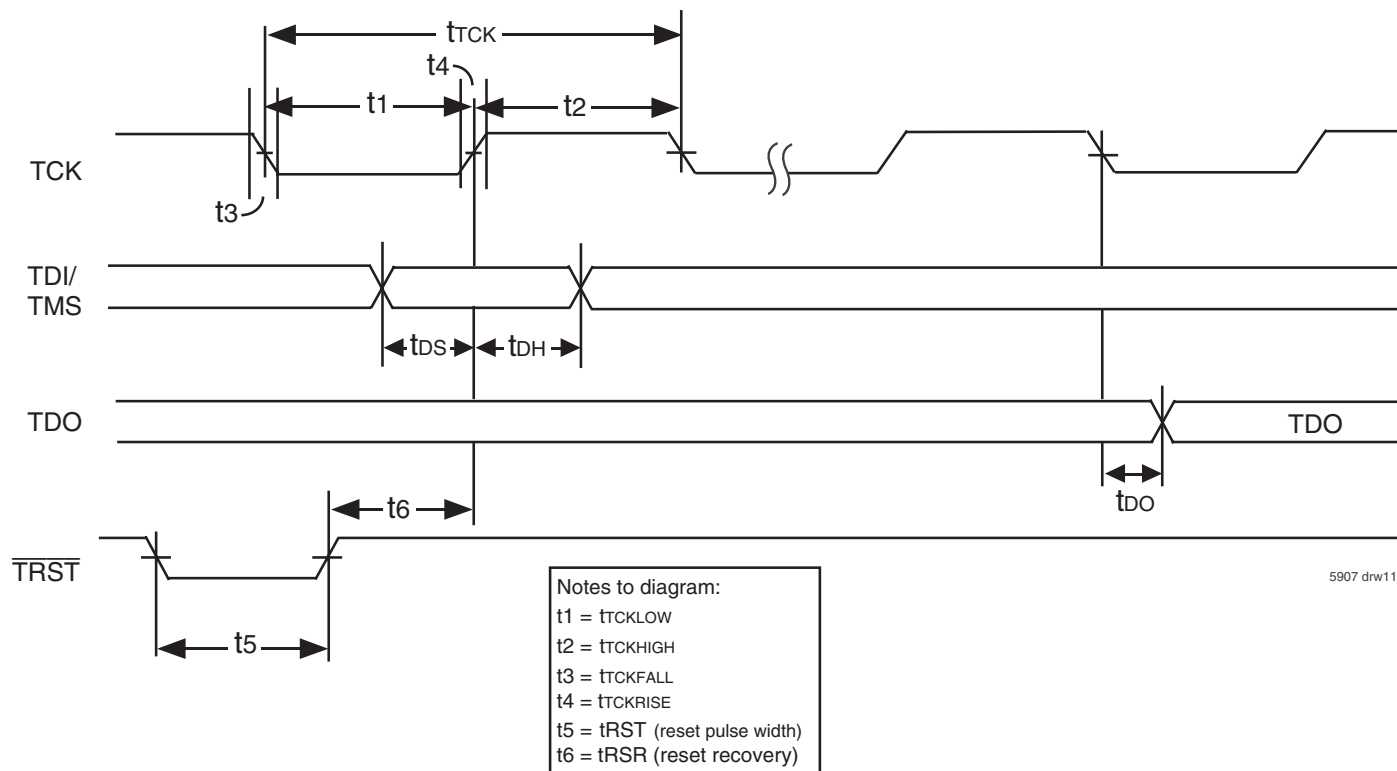 tTCK
t4
t1
t2
TCK
t3
TDI/
TMS
tDS
tDH
TDO
TDO
tDO
t6
TRST
5907 drw11
t5
Notes to diagram:
t1 = tTCKLOW
t2 = tTCKHIGH
t3 = tTCKFALL
t4 = tTCKRISE
t5 = tRST (reset pulse width)
t6 = tRSR (reset recovery)